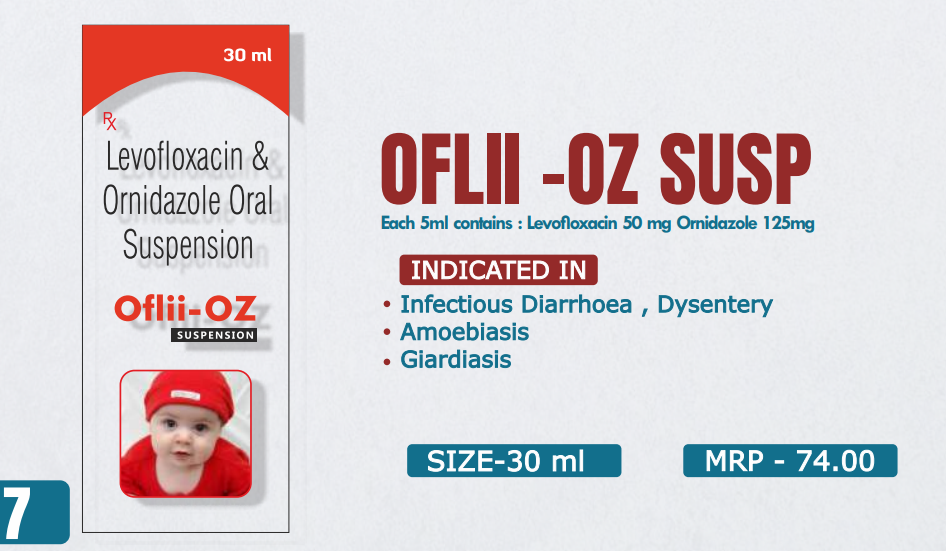 30 ml
Rx
Levofloxacin &
Ornidazole Oral
Suspension
Oflii-OZ
SUSPENSION
7
OFLII -OZ SUSP
Each 5ml contains : Levofloxacin 50 mg Ornidazole 125mg
INDICATED IN
• Infectious Diarrhoea , Dysentery
• Amoebiasis
• Giardiasis
SIZE-30 ml
MRP - 74.00